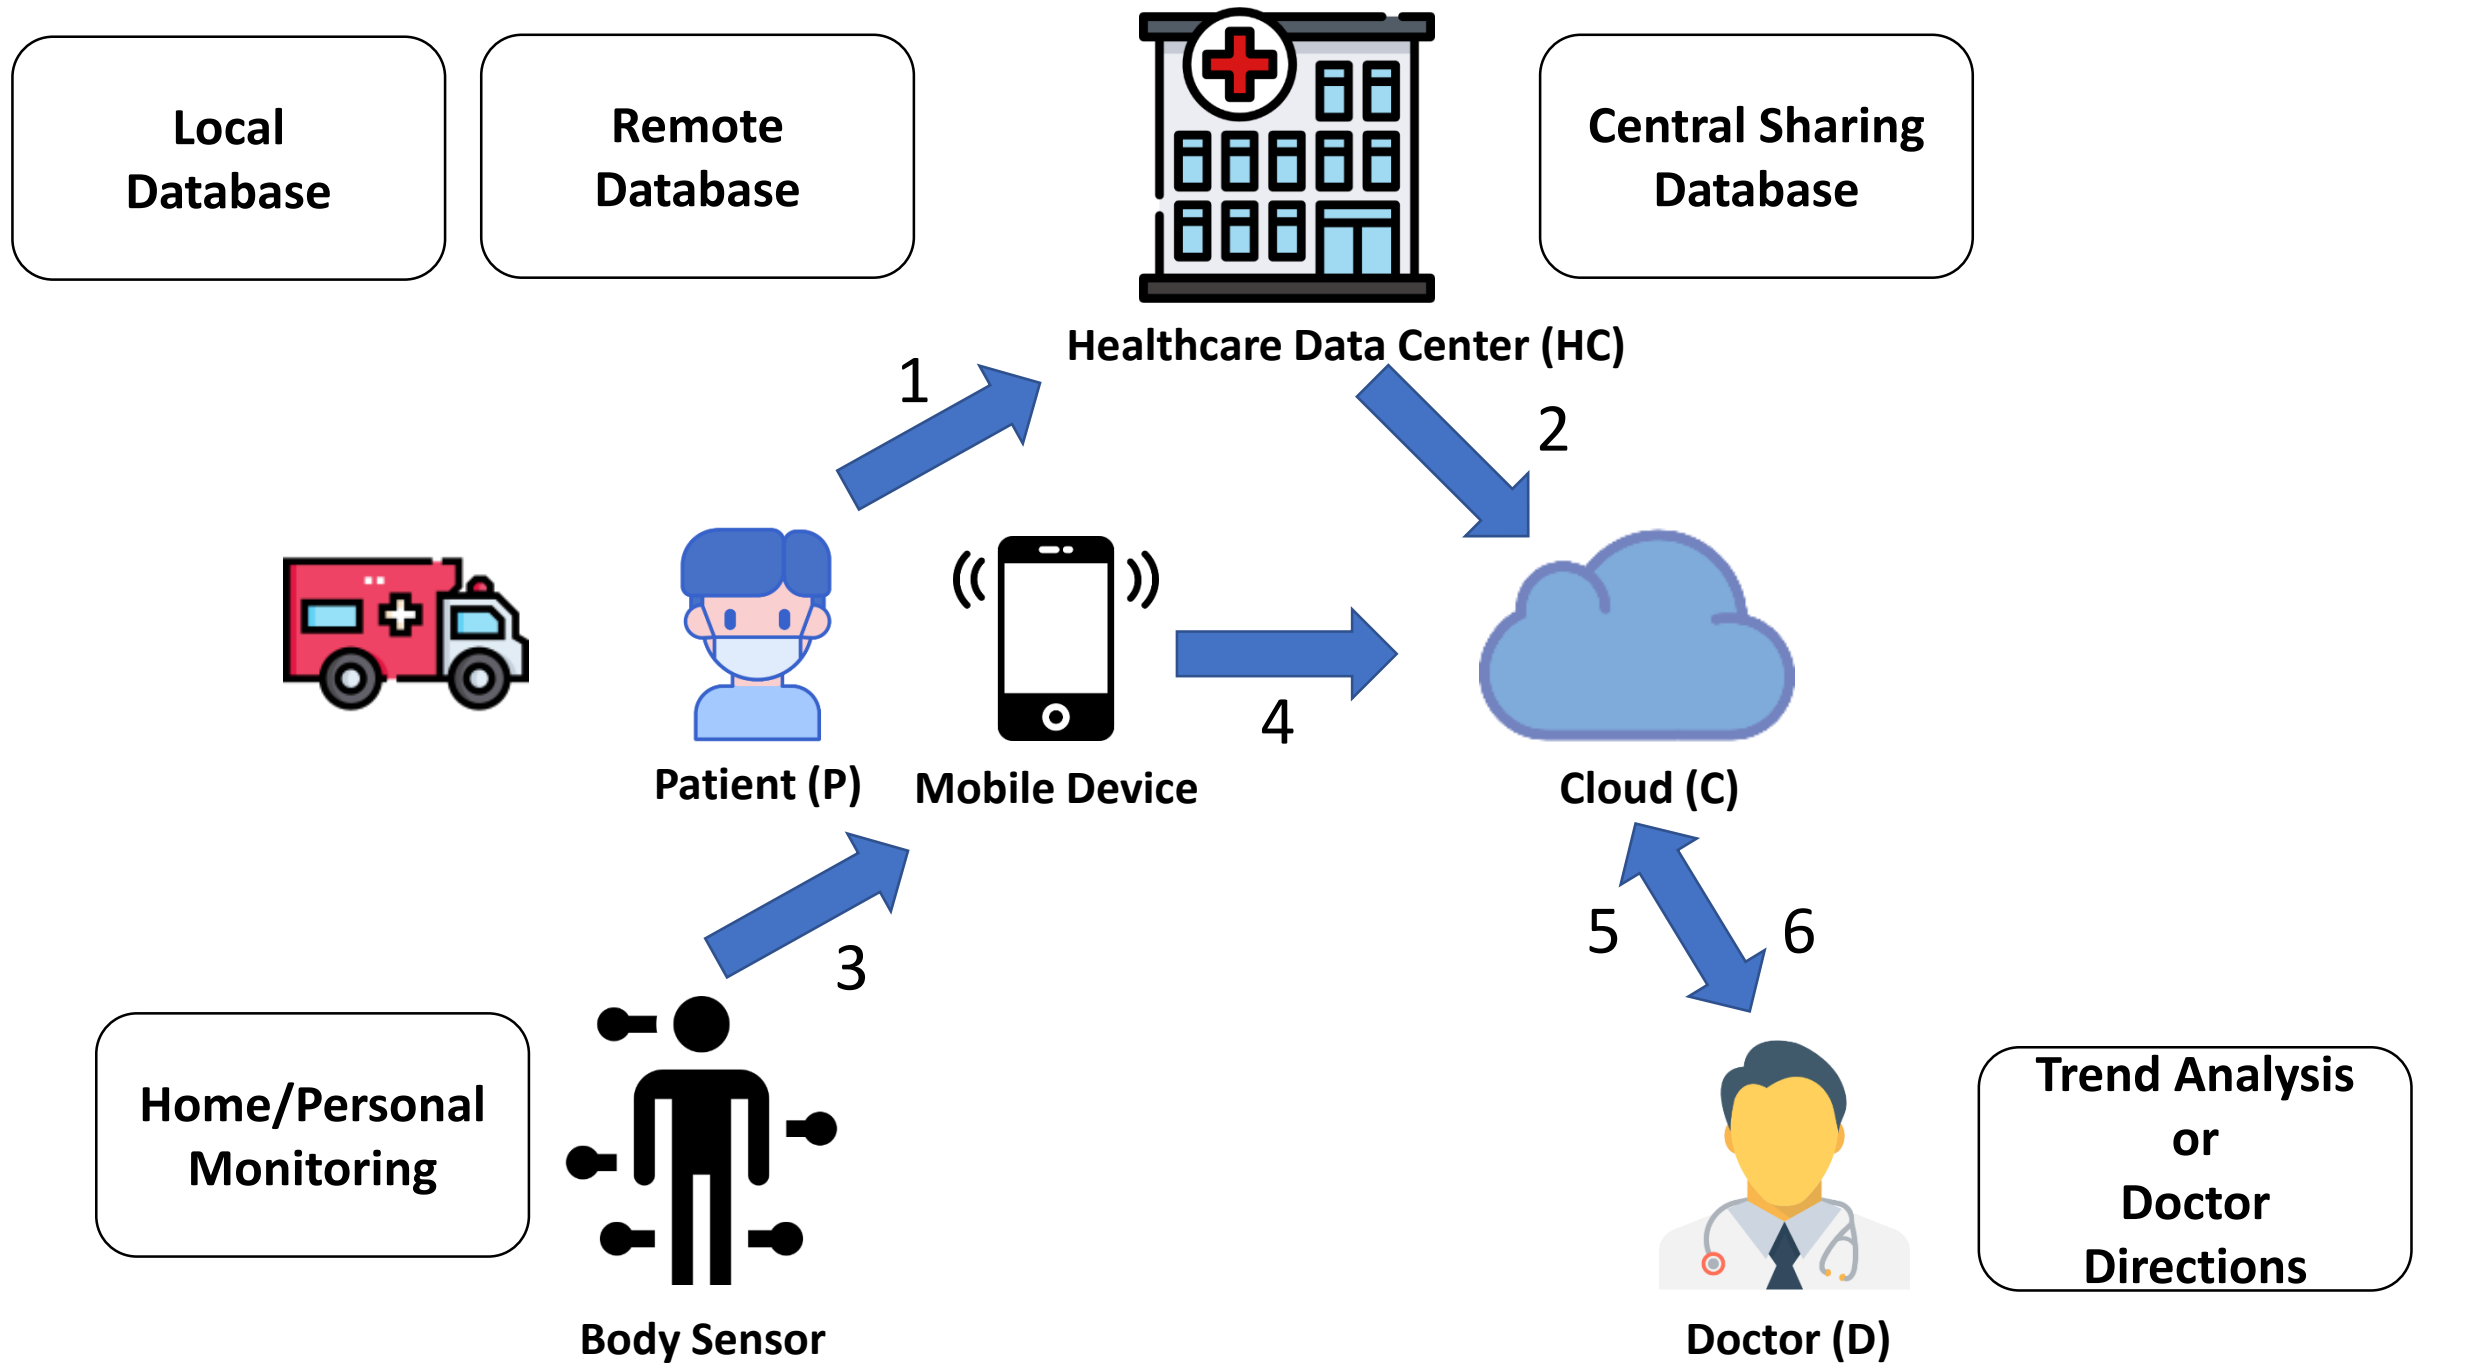 Local
Database
Remote
Database
Central Sharing
Database
Healthcare Data Center (HC)
1
2
Patient (P)
Mobile Device
4
Cloud (C)
3
5
6
Home/Personal
Monitoring
Body Sensor
Trend Analysis
or
Doctor
Directions
Doctor (D)